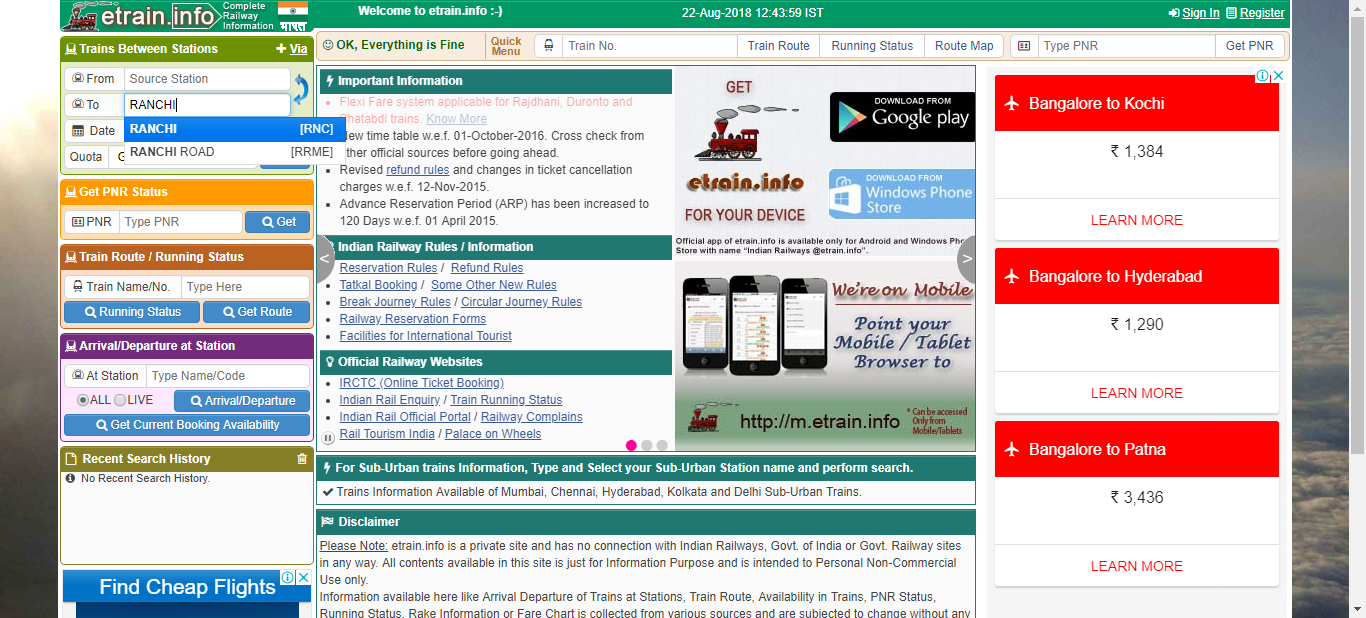 etrain.info
Complete
Railway
Information
भारत
Welcome to etrain.info :-)
22-Aug-2018 12:43:59 IST
Sign In
Register
Trains Between Stations
Via
From
Source Station
To
RANCHI
RANCHI [RNC]
RANCHI ROAD [RRME]
Date
Quota
Get PNR Status
PNR
Type PNR
Get
Train Route / Running Status
Train Name/No.
Type Here
Running Status
Get Route
Arrival/Departure at Station
At Station
Type Name/Code
ALL
LIVE
Arrival/Departure
Get Current Booking Availability
Recent Search History
No Recent Search History.
Find Cheap Flights
OK, Everything is Fine
Quick
Menu
Train No.
Train Route
Running Status
Route Map
Type PNR
Get PNR
Important Information
Flexi Fare system applicable for Rajdhani, Duronto and
Shatabdi trains. Know More
New time table w.e.f. 01-October-2016. Cross check from
other official sources before going ahead.
Revised refund rules and changes in ticket cancellation
charges w.e.f. 12-Nov-2015.
Advance Reservation Period (ARP) has been increased to
120 Days w.e.f. 01 April 2015.
Indian Railway Rules / Information
Reservation Rules / Refund Rules
Tatkal Booking / Some Other New Rules
Break Journey Rules / Circular Journey Rules
Railway Reservation Forms
Facilities for International Tourist
Official Railway Websites
IRCTC (Online Ticket Booking)
Indian Rail Enquiry / Train Running Status
Indian Rail Official Portal / Railway Complains
Rail Tourism India / Palace on Wheels
GET
etrain.info
FOR YOUR DEVICE
DOWNLOAD FROM
Google play
DOWNLOAD FROM
Windows Phone
Store
Official app of etrain.info is available only for Android and Windows Pho
Store with name "Indian Railways @etrain.info".
We're on Mobile
Point your
Mobile / Tablet
Browser to
http://m.etrain.info
* Can be accessed
Only from
Mobile/Tablets
For Sub-Urban trains Information, Type and Select your Sub-Urban Station name and perform search.
Trains Information Available of Mumbai, Chennai, Hyderabad, Kolkata and Delhi Sub-Urban Trains.
Disclaimer
Please Note: etrain.info is a private site and has no connection with Indian Railways, Govt. of India or Govt. Railway sites
in any way. All contents available in this site is just for Information Purpose and is intended to Personal Non-Commercial
Use only.
Information available here like Arrival Departure of Trains at Stations, Train Route, Availability in Trains, PNR Status,
Running Status, Rake Information or Fare Chart is collected from various sources and are subjected to change without any
Bangalore to Kochi
₹ 1,384
LEARN MORE
Bangalore to Hyderabad
₹ 1,290
LEARN MORE
Bangalore to Patna
₹ 3,436
LEARN MORE